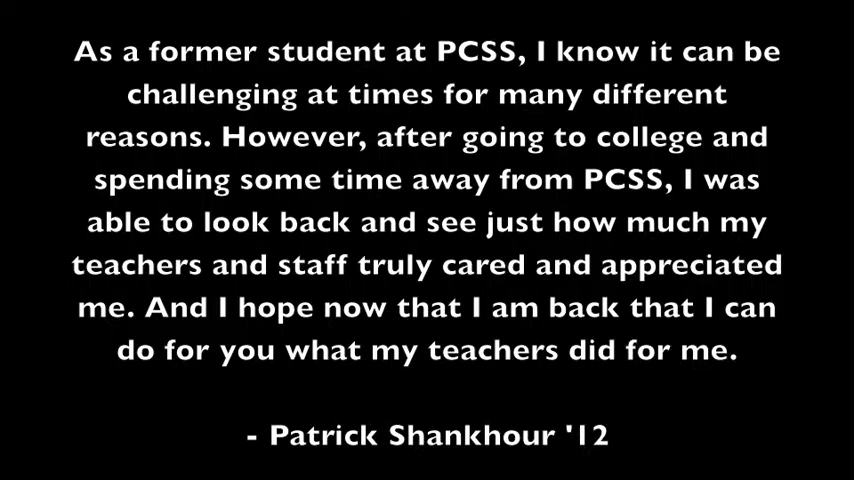 As a former student at PCSS, I know it can be
challenging at times for many different
reasons. However, after going to college and
spending some time away from PCSS, I was
able to look back and see just how much my
teachers and staff truly cared and appreciated
me. And I hope now that I am back that I can
do for you what my teachers did for me.
- Patrick Shankhour '12